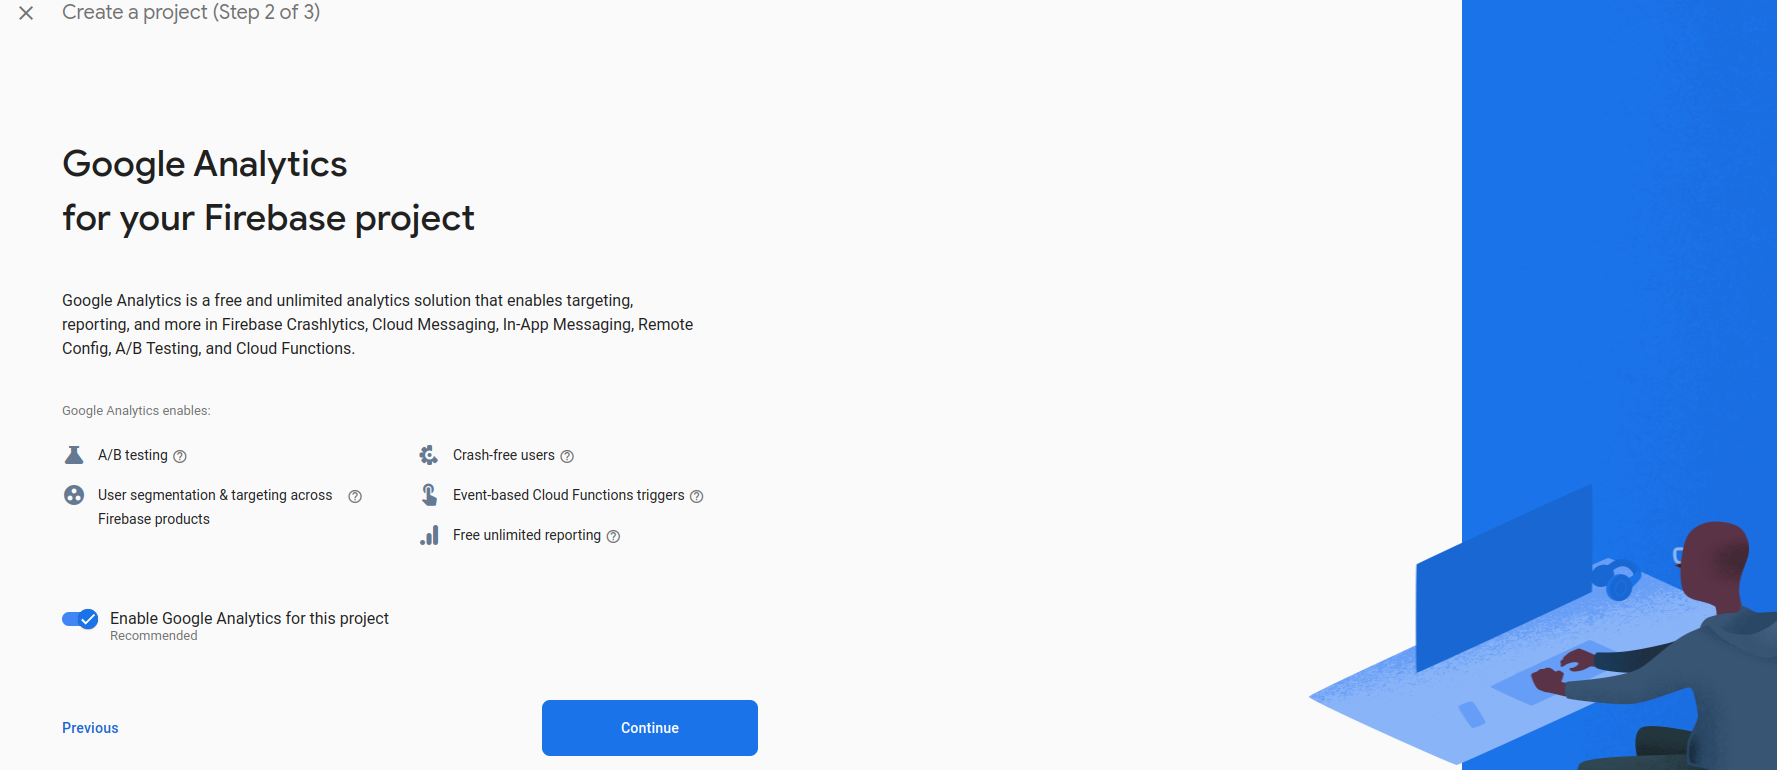 Create a project (Step 2 of 3)
Google Analytics
for your Firebase project
Google Analytics is a free and unlimited analytics solution that enables targeting,
reporting, and more in Firebase Crashlytics, Cloud Messaging, In-App Messaging, Remote
Config, A/B Testing, and Cloud Functions.
Google Analytics enables:
A/B testing
User segmentation & targeting across
Firebase products
Crash-free users
Event-based Cloud Functions triggers
Free unlimited reporting
Enable Google Analytics for this project
Recommended
Previous
Continue